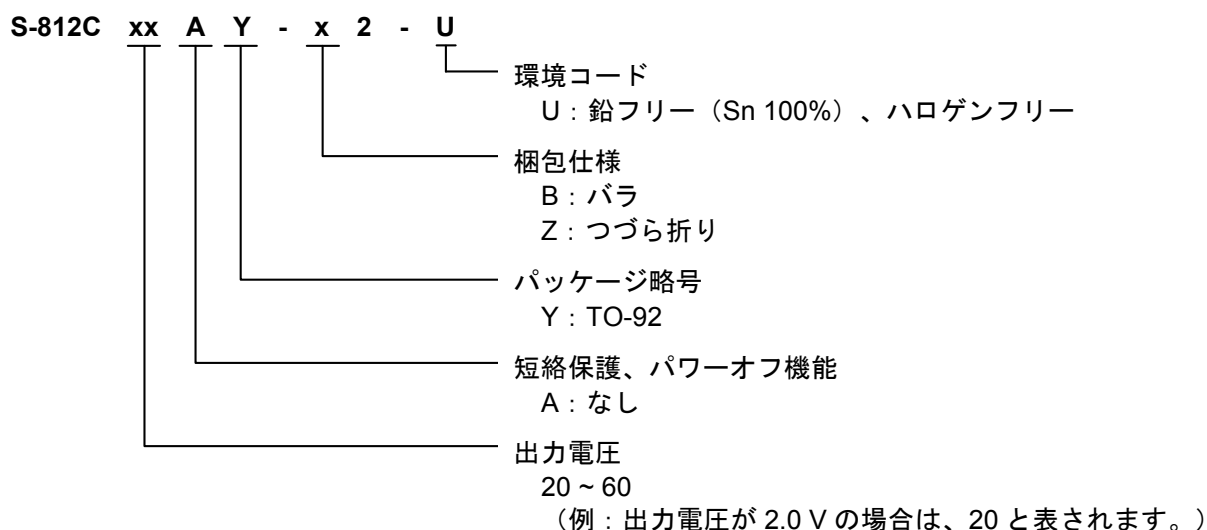 S-812C xx A Y - x 2 - U
環境コード
U：鉛フリー（Sn 100%）、ハロゲンフリー
梱包仕様
B：バラ
Z：つづら折り
パッケージ略号
Y：TO-92
短絡保護、パワーオフ機能
A：なし
出力電圧
20 ~ 60
（例：出力電圧が 2.0 V の場合は、20 と表されます。）